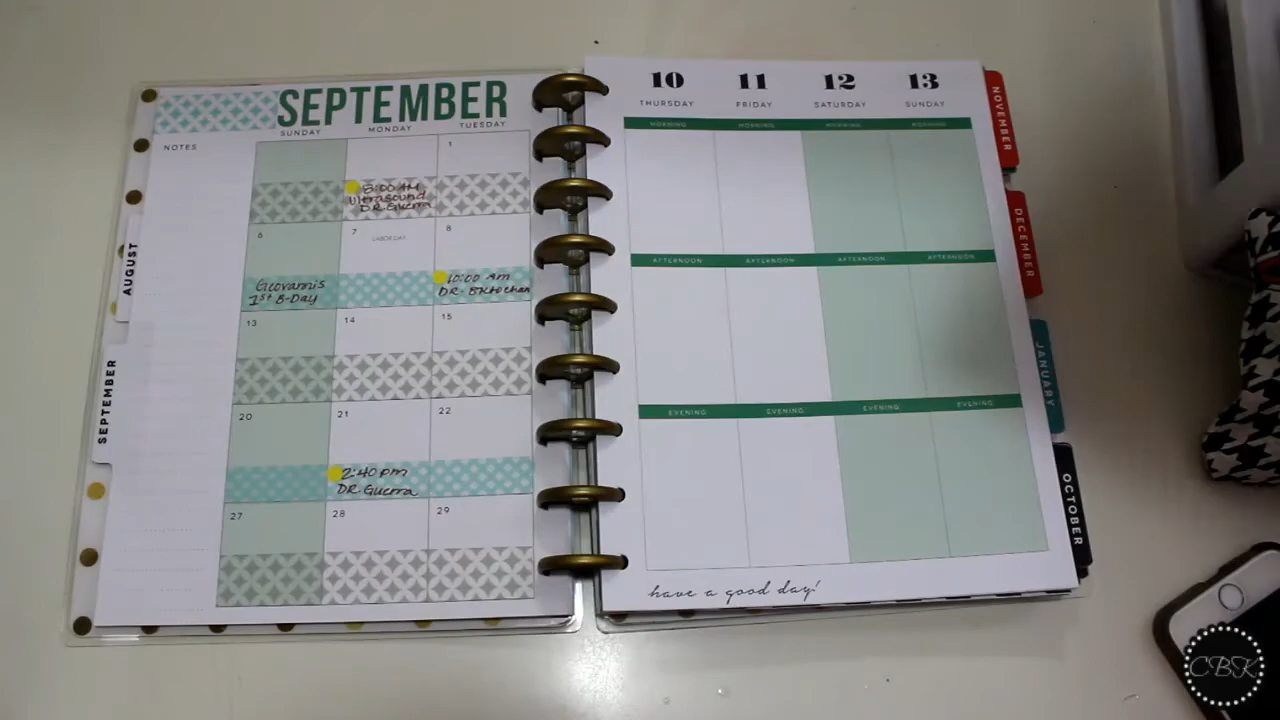 SEPTEMBER
SUNDAY MONDAY TUESDAY
NOTES
1
8:00 AM
Ultrasound
DR. Guerra
6 7 8
LABOR DAY
Geovannis
1st B-Day
10:00 AM
DR.
13 14 15
20 21 22
2:40 pm
DR. Guerra
27 28 29
AUGUST
SEPTEMBER
10 11 12 13
THURSDAY FRIDAY SATURDAY SUNDAY
MORNING MORNING MORNING MORNING
AFTERNOON AFTERNOON AFTERNOON AFTERNOON
EVENING EVENING EVENING EVENING
have a good day!
NOVEMBER
DECEMBER
JANUARY
OCTOBER
CBK